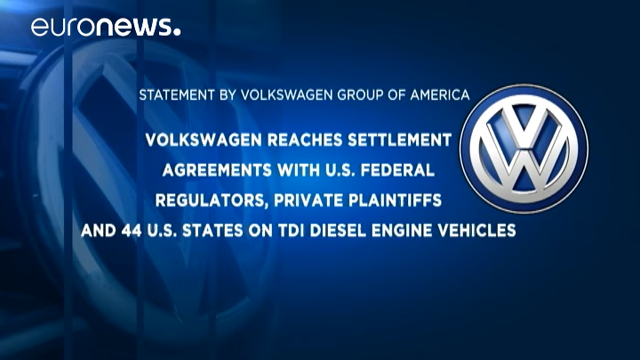 euronews.
STATEMENT BY VOLKSWAGEN GROUP OF AMERICA
VOLKSWAGEN REACHES SETTLEMENT
AGREEMENTS WITH U.S. FEDERAL
REGULATORS, PRIVATE PLAINTIFFS
AND 44 U.S. STATES ON TDI DIESEL ENGINE VEHICLES